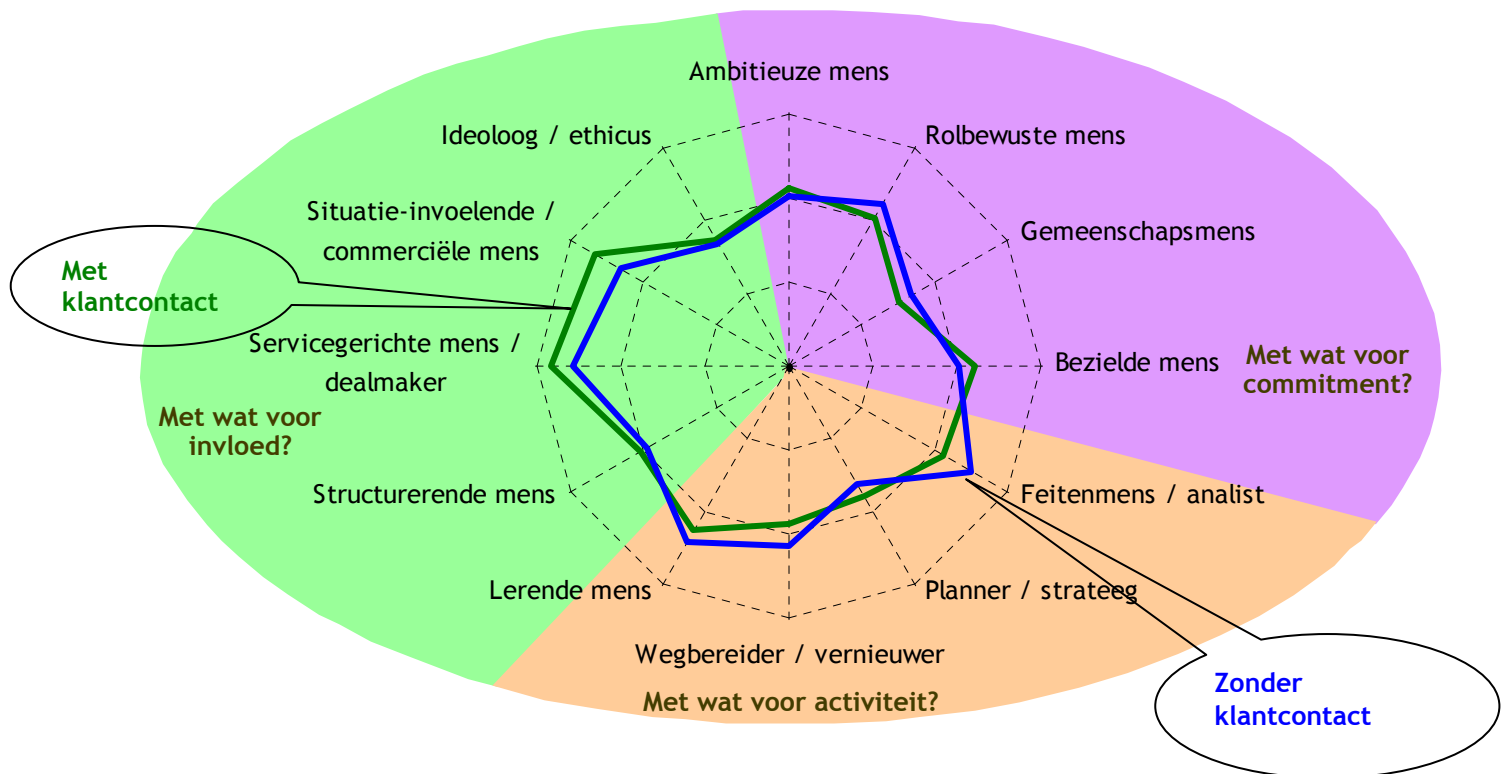 Ambitieuze mens
Ideoloog / ethicus
Rolbewuste mens
Situatie-invoelende /
commerciële mens
Gemeenschapsmens
Met
klantcontact
Servicegerichte mens /
dealmaker
Bezielde mens
Met wat voor
commitment?
Met wat voor
invloed?
Structurerende mens
Feitenmens / analist
Lerende mens
Planner / strateeg
Wegbereider / vernieuwer
Met wat voor activiteit?
Zonder
klantcontact